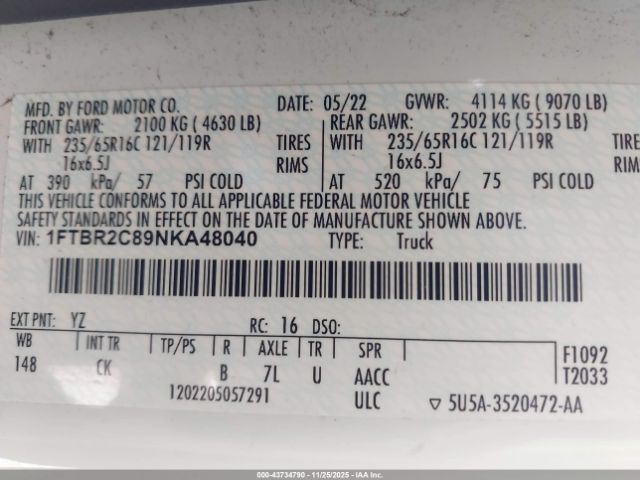 MFD. BY FORD MOTOR CO. DATE: 05/22 GVWR: 4114 KG ( 9070 LB)
FRONT GAWR: 2100 KG ( 4630 LB) REAR GAWR: 2502 KG ( 5515 LB)
WITH 235/65R16C 121/119R TIRES WITH 235/65R16C 121/119R TIRES
16x6.5J RIMS 16x6.5J RIMS
AT 390 kPa/ 57 PSI COLD AT 520 kPa/ 75 PSI COLD
THIS VEHICLE CONFORMS TO ALL APPLICABLE FEDERAL MOTOR VEHICLE
SAFETY STANDARDS IN EFFECT ON THE DATE OF MANUFACTURE SHOWN ABOVE.
VIN: 1FTBR2C89NKA48040 TYPE: Truck
EXT PNT: YZ RC: 16 DSO:
WB INT TR TP/PS R AXLE TR SPR F1092
148 CK B 7L U AACC T2033
1202205057291 ULC ▽ 5U5A-3520472-AA
000-43734790 - 11/25/2025 - IAAI, Inc.